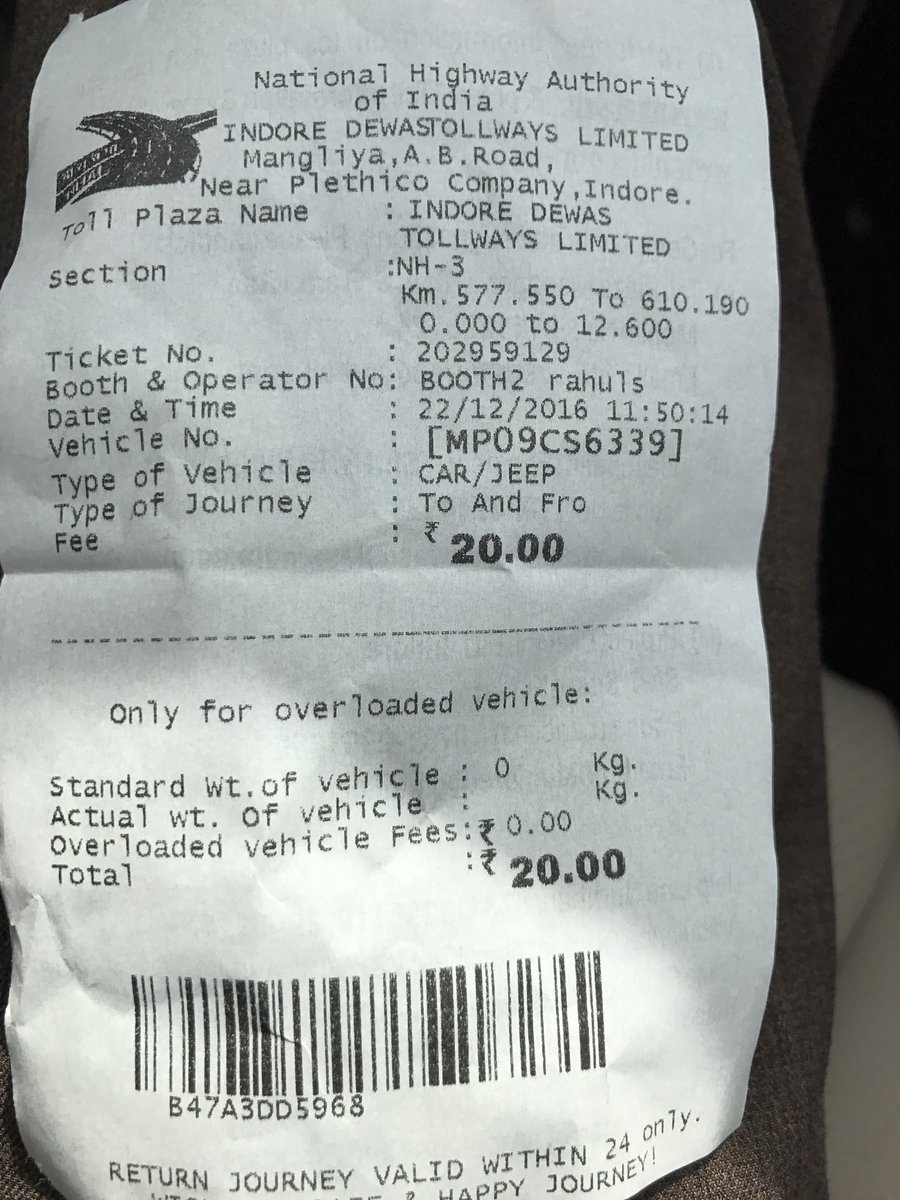 National Highway Authority
of India
INDORE DEWASTOLLWAYS LIMITED
Mangliya,A.B.Road,
Near Plethico Company,Indore.
Toll Plaza Name : INDORE DEWAS
TOLLWAYS LIMITED
section :NH-3
Km.577.550 To 610.190
0.000 to 12.600
Ticket No. : 202959129
Booth & Operator No: BOOTH2 rahuls
Date & Time : 22/12/2016 11:50:14
Vehicle No. : [MP09CS6339]
Type of Vehicle : CAR/JEEP
Type of Journey : To And Fro
Fee : ₹ 20.00
Only for overloaded vehicle:
Standard wt.of vehicle : 0 Kg.
Actual wt. Of vehicle : Kg.
Overloaded vehicle Fees:₹ 0.00
Total :₹ 20.00
B47A3DD5968
RETURN JOURNEY VALID WITHIN 24 only.
& HAPPY JOURNEY!